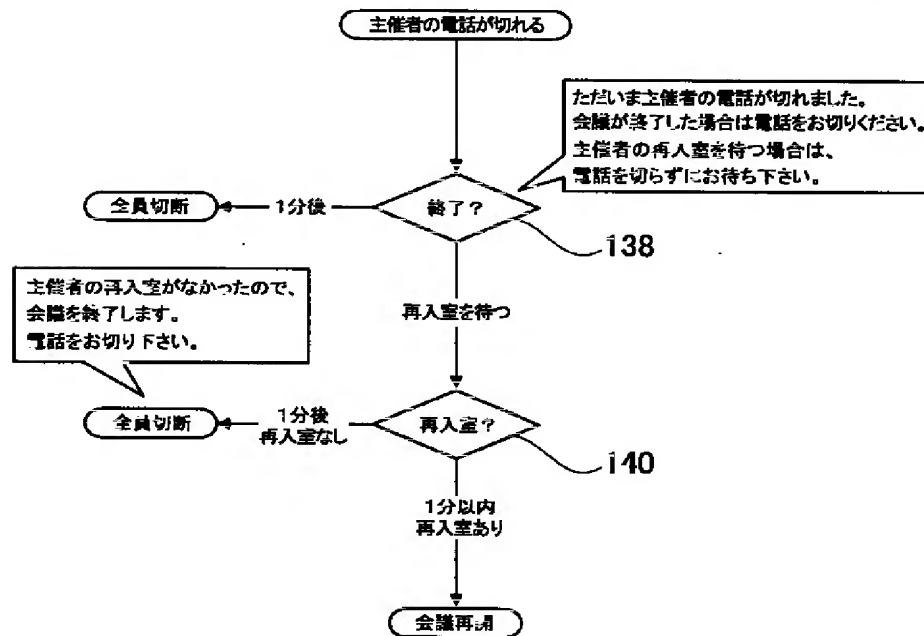 主催者の電話が切れる
ただいま主催者の電話が切れました。
会議が終了した場合は電話をお切りください。
主催者の再入室を待つ場合は、
電話を切らずにお待ち下さい。
全員切断
1分後
終了？
138
主催者の再入室がなかったので、
会議を終了します。
電話をお切り下さい。
再入室を待つ
全員切断
1分後
再入室なし
再入室？
140
1分以内
再入室あり
会議再開